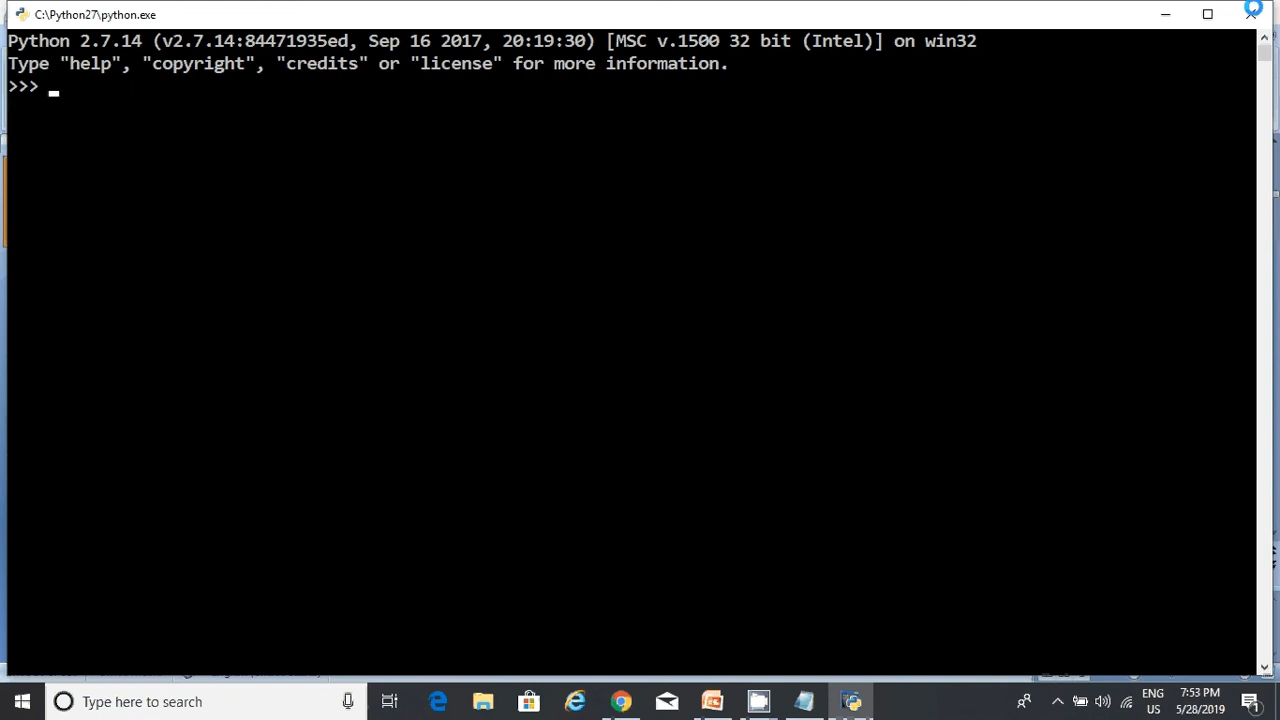 C:\Python27\python.exe
Python 2.7.14 (v2.7.14:84471935ed, Sep 16 2017, 20:19:30) [MSC v.1500 32 bit (Intel)] on win32
Type "help", "copyright", "credits" or "license" for more information.
>>>
Type here to search
ENG
US
7:53 PM
5/28/2019
1